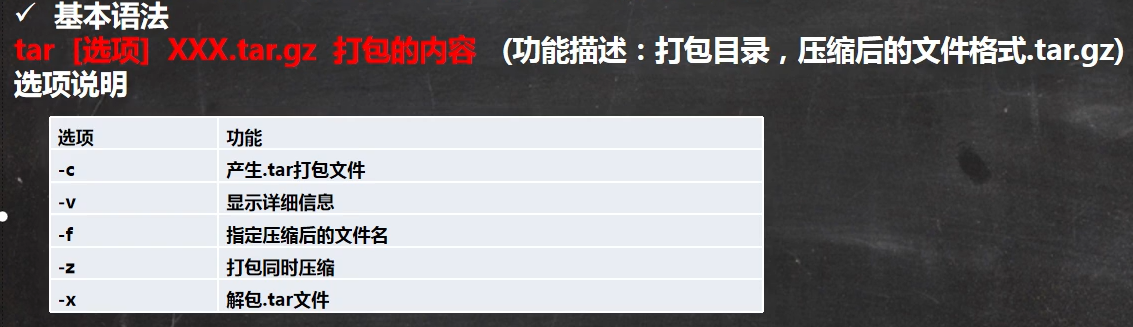 ✓ 基本语法
tar [选项] XXX.tar.gz 打包的内容 (功能描述：打包目录，压缩后的文件格式.tar.gz)
选项说明
选项 功能
-c 产生.tar打包文件
-v 显示详细信息
-f 指定压缩后的文件名
-z 打包同时压缩
-x 解包.tar文件